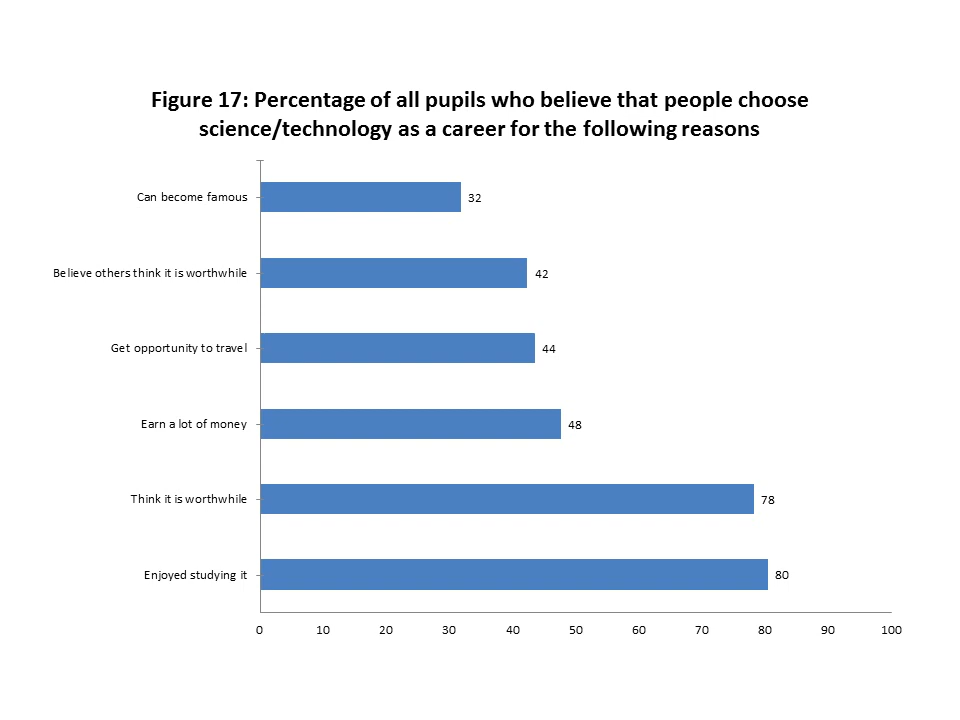 Figure 17: Percentage of all pupils who believe that people choose
science/technology as a career for the following reasons
Can become famous
32
Believe others think it is worthwhile
42
Get opportunity to travel
44
Earn a lot of money
48
Think it is worthwhile
78
Enjoyed studying it
80
0 10 20 30 40 50 60 70 80 90 100